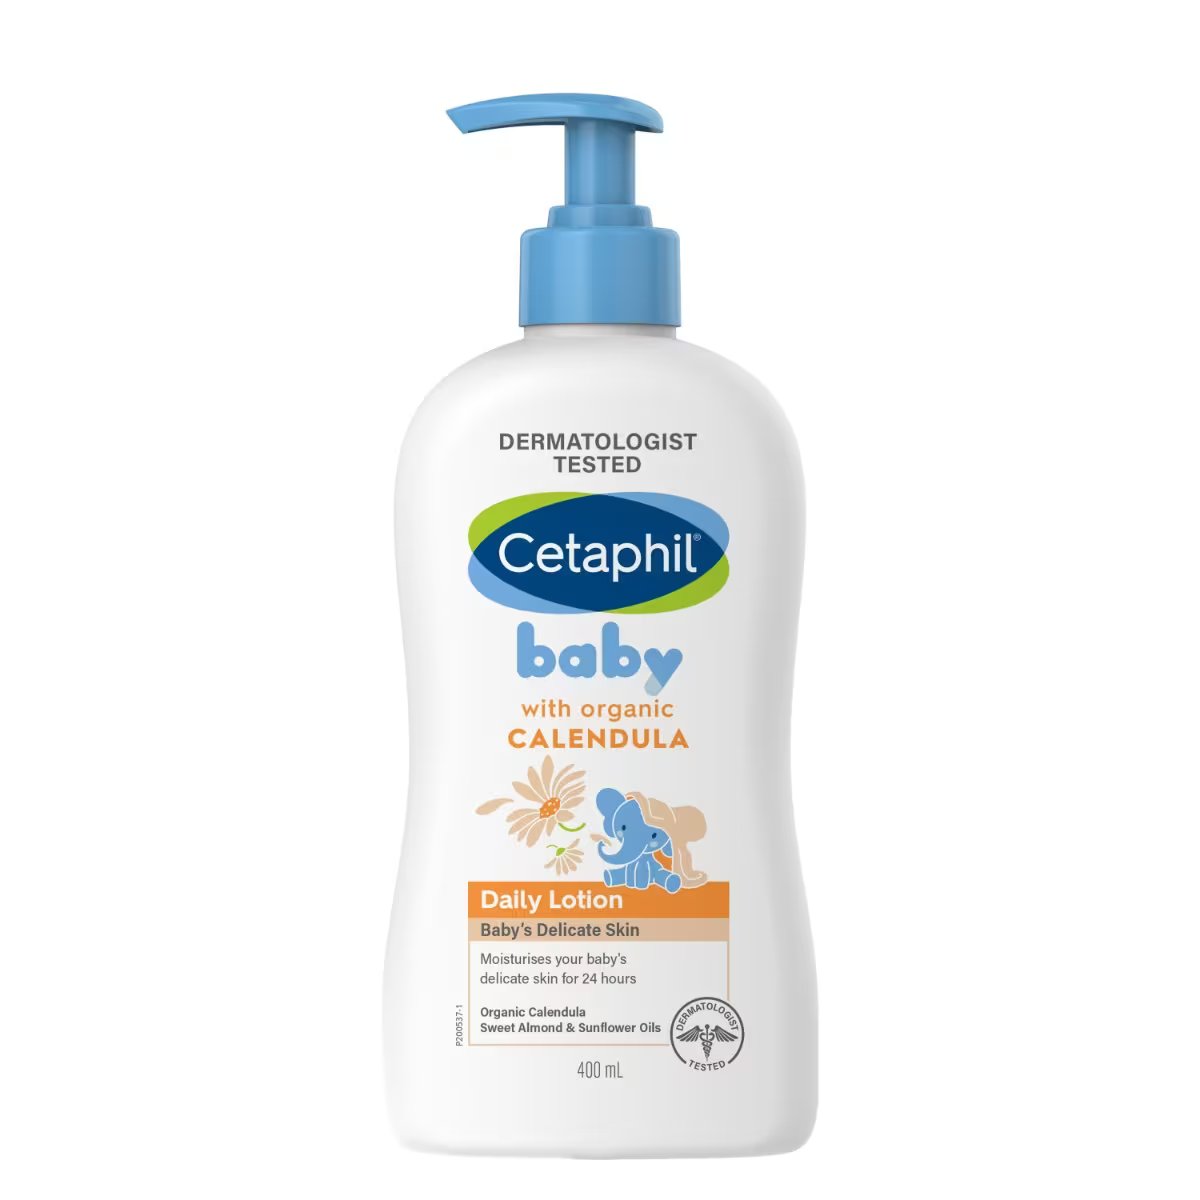 DERMATOLOGIST
TESTED
Cetaphil®
baby
with organic
CALENDULA
Daily Lotion
Baby's Delicate Skin
Moisturises your baby's
delicate skin for 24 hours
Organic Calendula
Sweet Almond & Sunflower Oils
P200537-1
DERMATOLOGIST
TESTED
400 mL